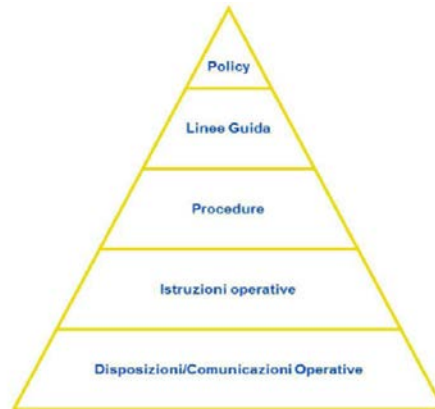 Policy
Linee Guida
Procedure
Istruzioni operative
Disposizioni/Comunicazioni Operative